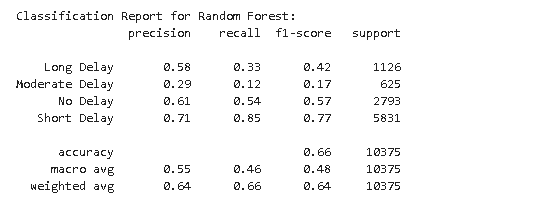 Classification Report for Random Forest:
precision recall f1-score support
Long Delay 0.58 0.33 0.42 1126
Moderate Delay 0.29 0.12 0.17 625
No Delay 0.61 0.54 0.57 2793
Short Delay 0.71 0.85 0.77 5831
accuracy 0.66 10375
macro avg 0.55 0.46 0.48 10375
weighted avg 0.64 0.66 0.64 10375